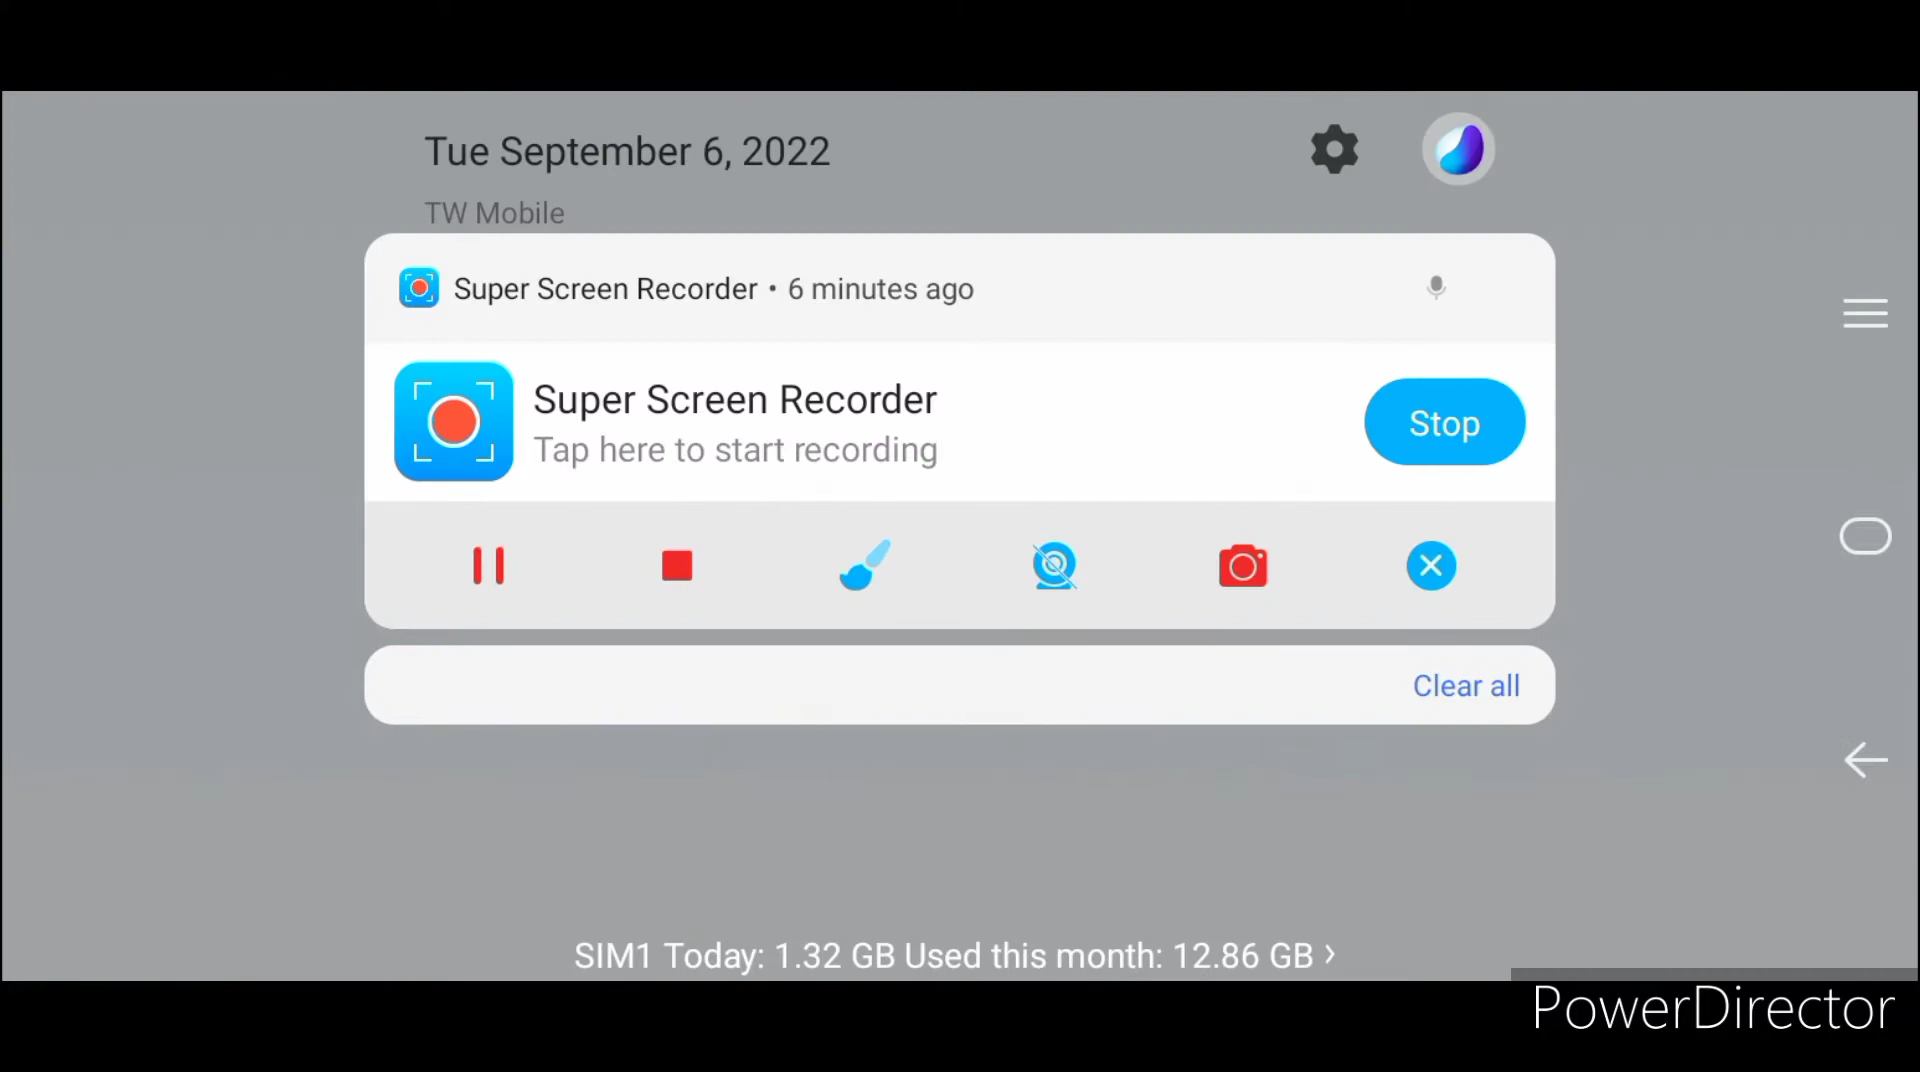 Tue September 6, 2022
TW Mobile
Super Screen Recorder • 6 minutes ago
Super Screen Recorder
Tap here to start recording
Stop
Clear all
SIM1 Today: 1.32 GB Used this month: 12.86 GB ›
PowerDirector